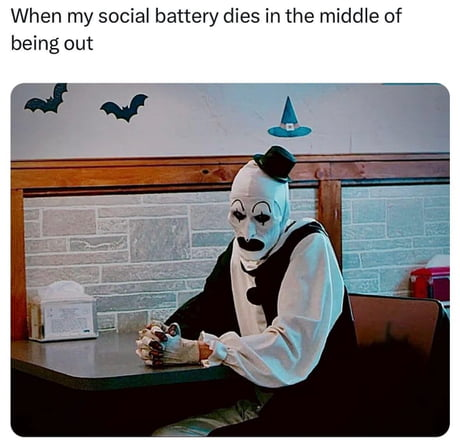 When my social battery dies in the middle of
being out